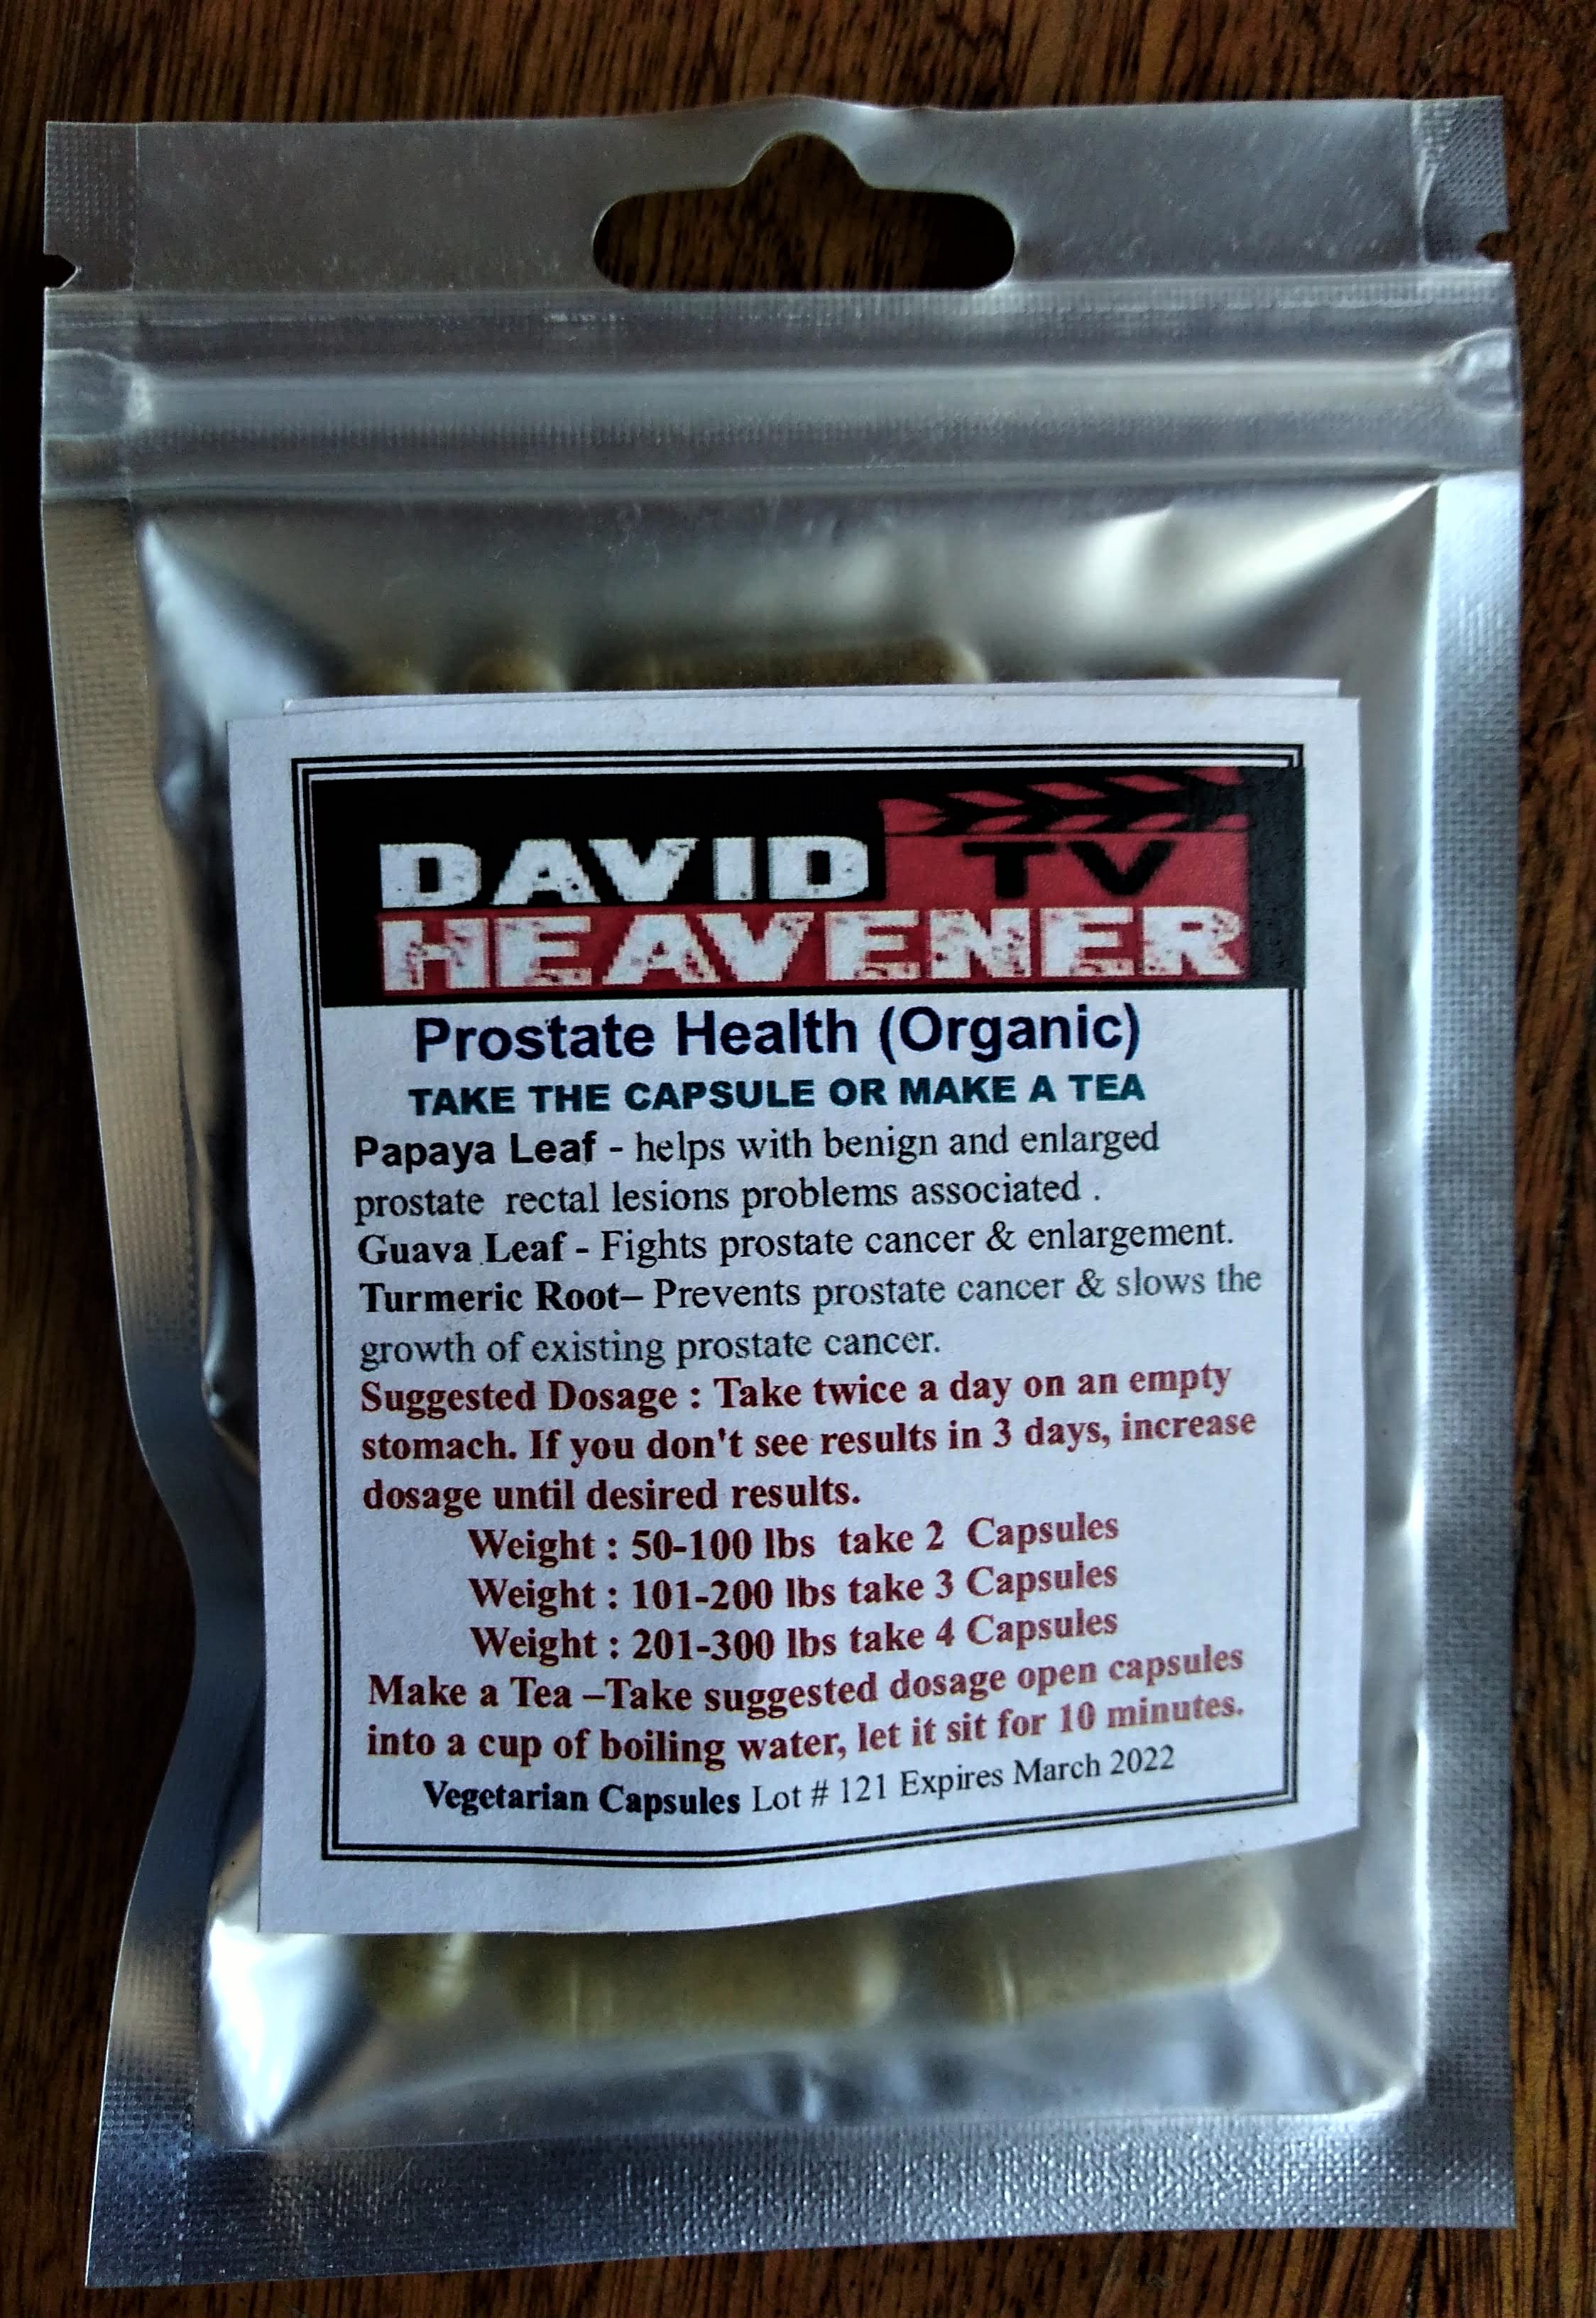 DAVID TV
HEAVENER
Prostate Health (Organic)
TAKE THE CAPSULE OR MAKE A TEA
Papaya Leaf - helps with benign and enlarged
prostate rectal lesions problems associated .
Guava Leaf - Fights prostate cancer & enlargement.
Turmeric Root– Prevents prostate cancer & slows the
growth of existing prostate cancer.
Suggested Dosage : Take twice a day on an empty
stomach. If you don't see results in 3 days, increase
dosage until desired results.
Weight : 50-100 lbs take 2 Capsules
Weight : 101-200 lbs take 3 Capsules
Weight : 201-300 lbs take 4 Capsules
Make a Tea –Take suggested dosage open capsules
into a cup of boiling water, let it sit for 10 minutes.
Vegetarian Capsules Lot # 121 Expires March 2022